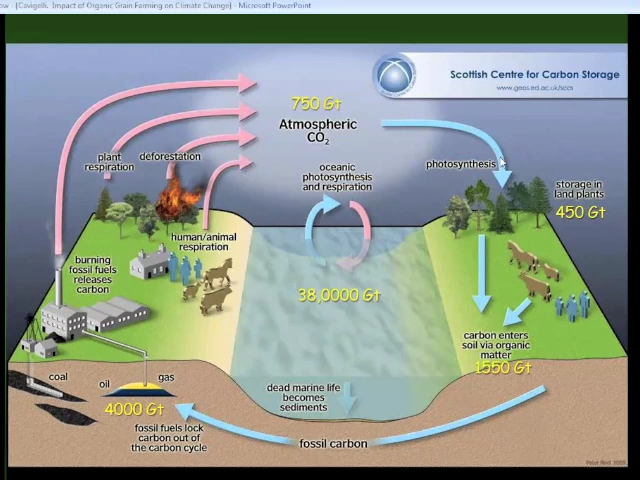 ow - [Cavigelli, Impact of Organic Grain Farming on Climate Change] - Microsoft PowerPoint
Scottish Centre for Carbon Storage
www.geos.ed.ac.uk/sccs
750 Gt
Atmospheric
CO₂
plant
respiration
deforestation
oceanic
photosynthesis
and respiration
photosynthesis
storage in
land plants
450 Gt
human/animal
respiration
burning
fossil fuels
releases
carbon
38,0000 Gt
carbon enters
soil via organic
matter
1550 Gt
coal
oil
gas
4000 Gt
dead marine life
becomes
sediments
fossil fuels lock
carbon out of
the carbon cycle
fossil carbon